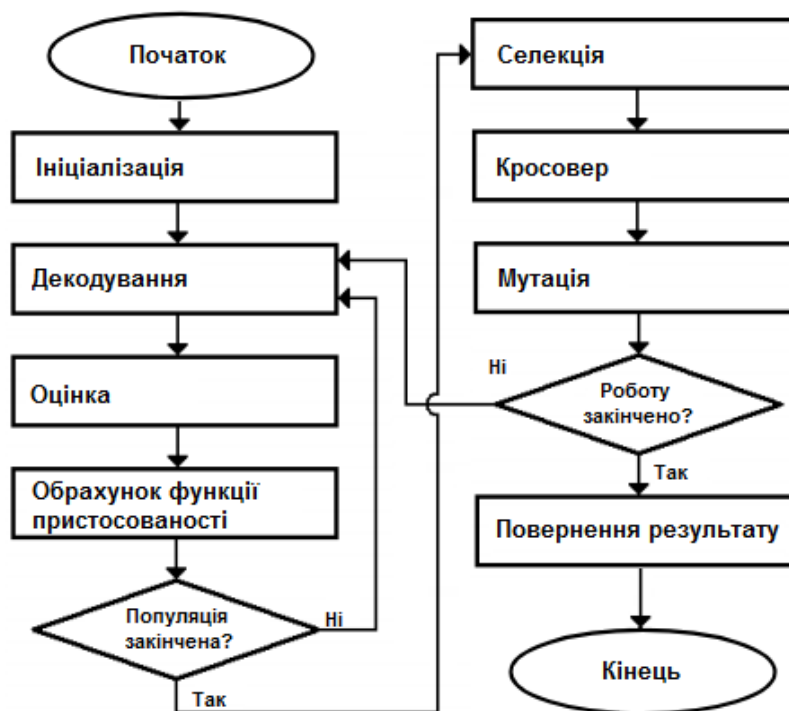 Початок
Ініціалізація
Декодування
Оцінка
Обрахунок функції
пристосованості
Популяція
закінчена?
Ні
Так
Селекція
Кросовер
Мутація
Ні
Роботу
закінчено?
Так
Повернення результату
Кінець